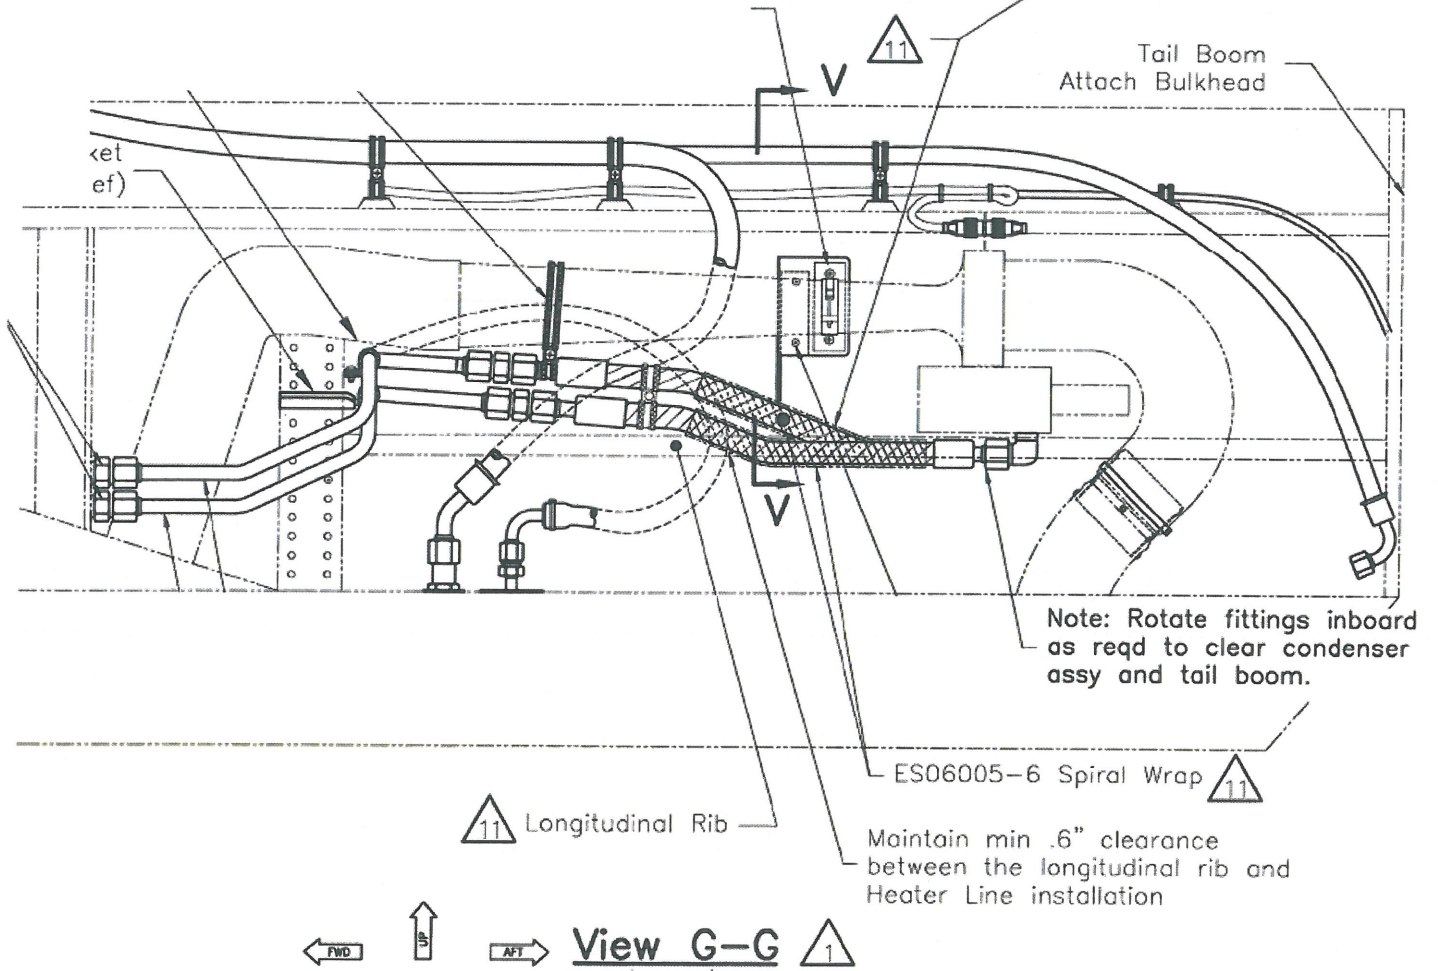 11
V
Tail Boom
Attach Bulkhead
ket
ef)
V
Note: Rotate fittings inboard
as reqd to clear condenser
assy and tail boom.
ES06005-6 Spiral Wrap 11
11 Longitudinal Rib
Maintain min .6" clearance
between the longitudinal rib and
Heater Line installation
FWD UP AFT View G-G 1